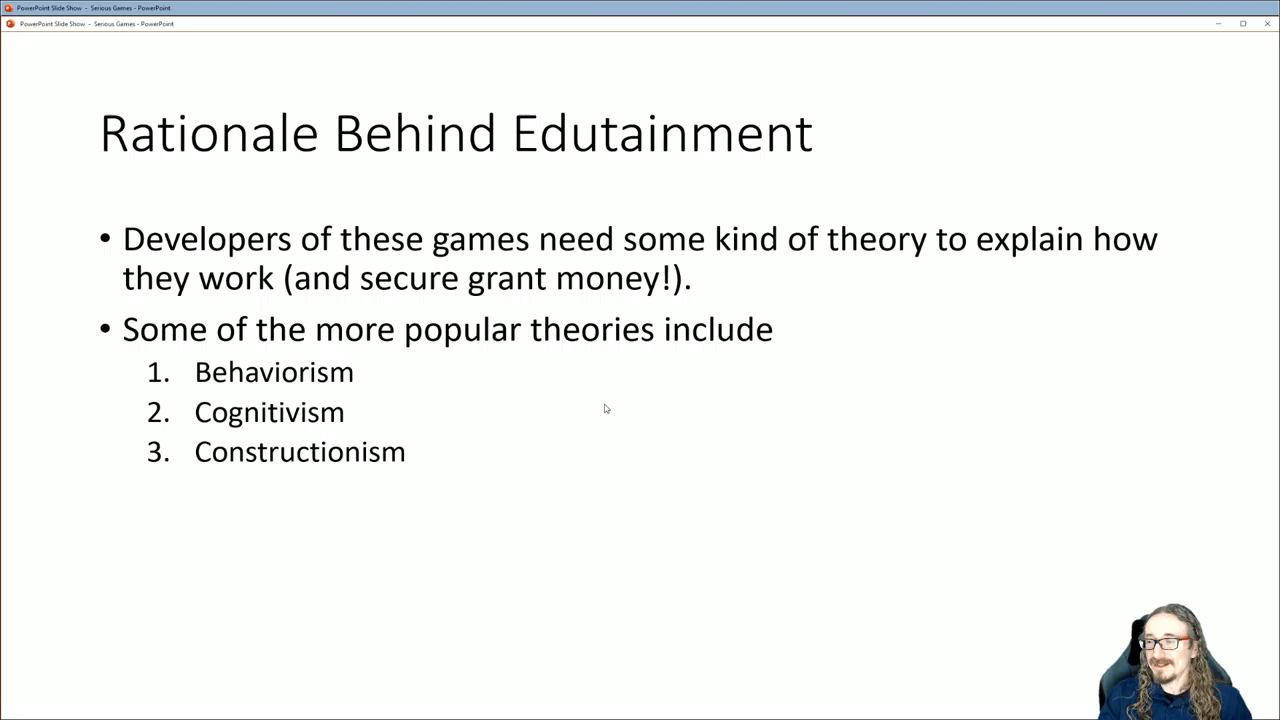 PowerPoint Slide Show - Serious Games - PowerPoint
PowerPoint Slide Show - Serious Games - PowerPoint
Rationale Behind Edutainment
• Developers of these games need some kind of theory to explain how
they work (and secure grant money!).
• Some of the more popular theories include
1. Behaviorism
2. Cognitivism
3. Constructionism